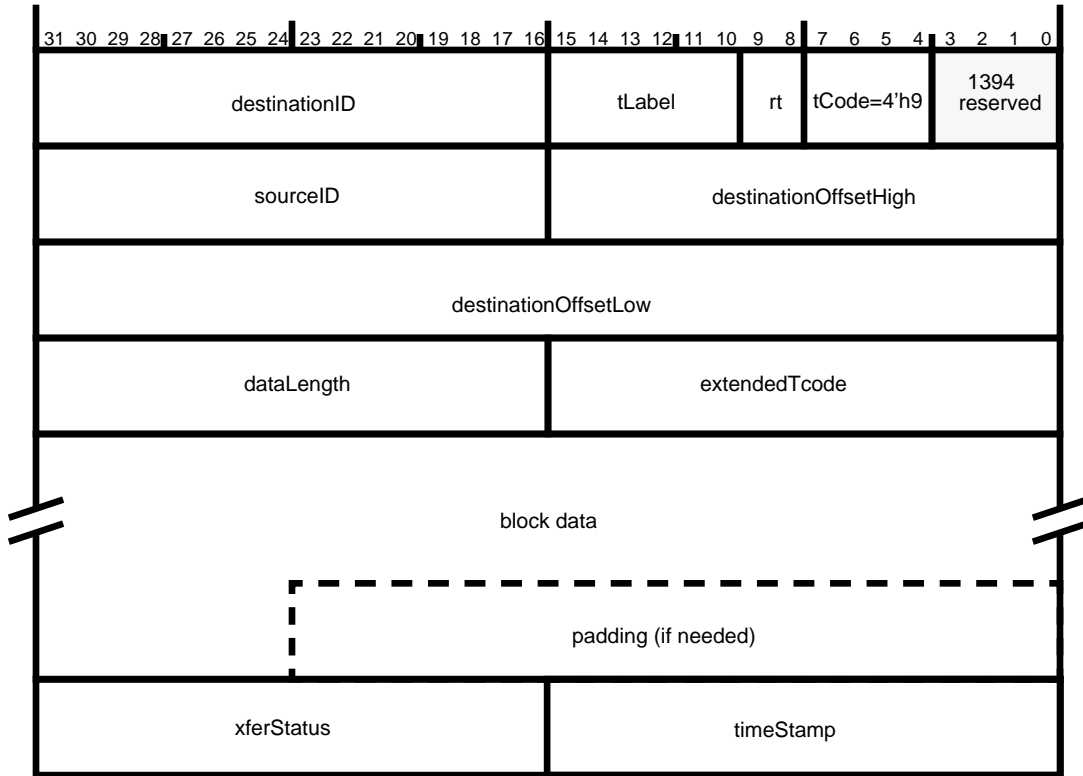 31 30 29 28 27 26 25 24 23 22 21 20 19 18 17 16 15 14 13 12 11 10 9 8 7 6 5 4 3 2 1 0
destinationID tLabel rt tCode=4'h9 1394
reserved
sourceID destinationOffsetHigh
destinationOffsetLow
dataLength extendedTcode
block data
padding (if needed)
xferStatus timeStamp